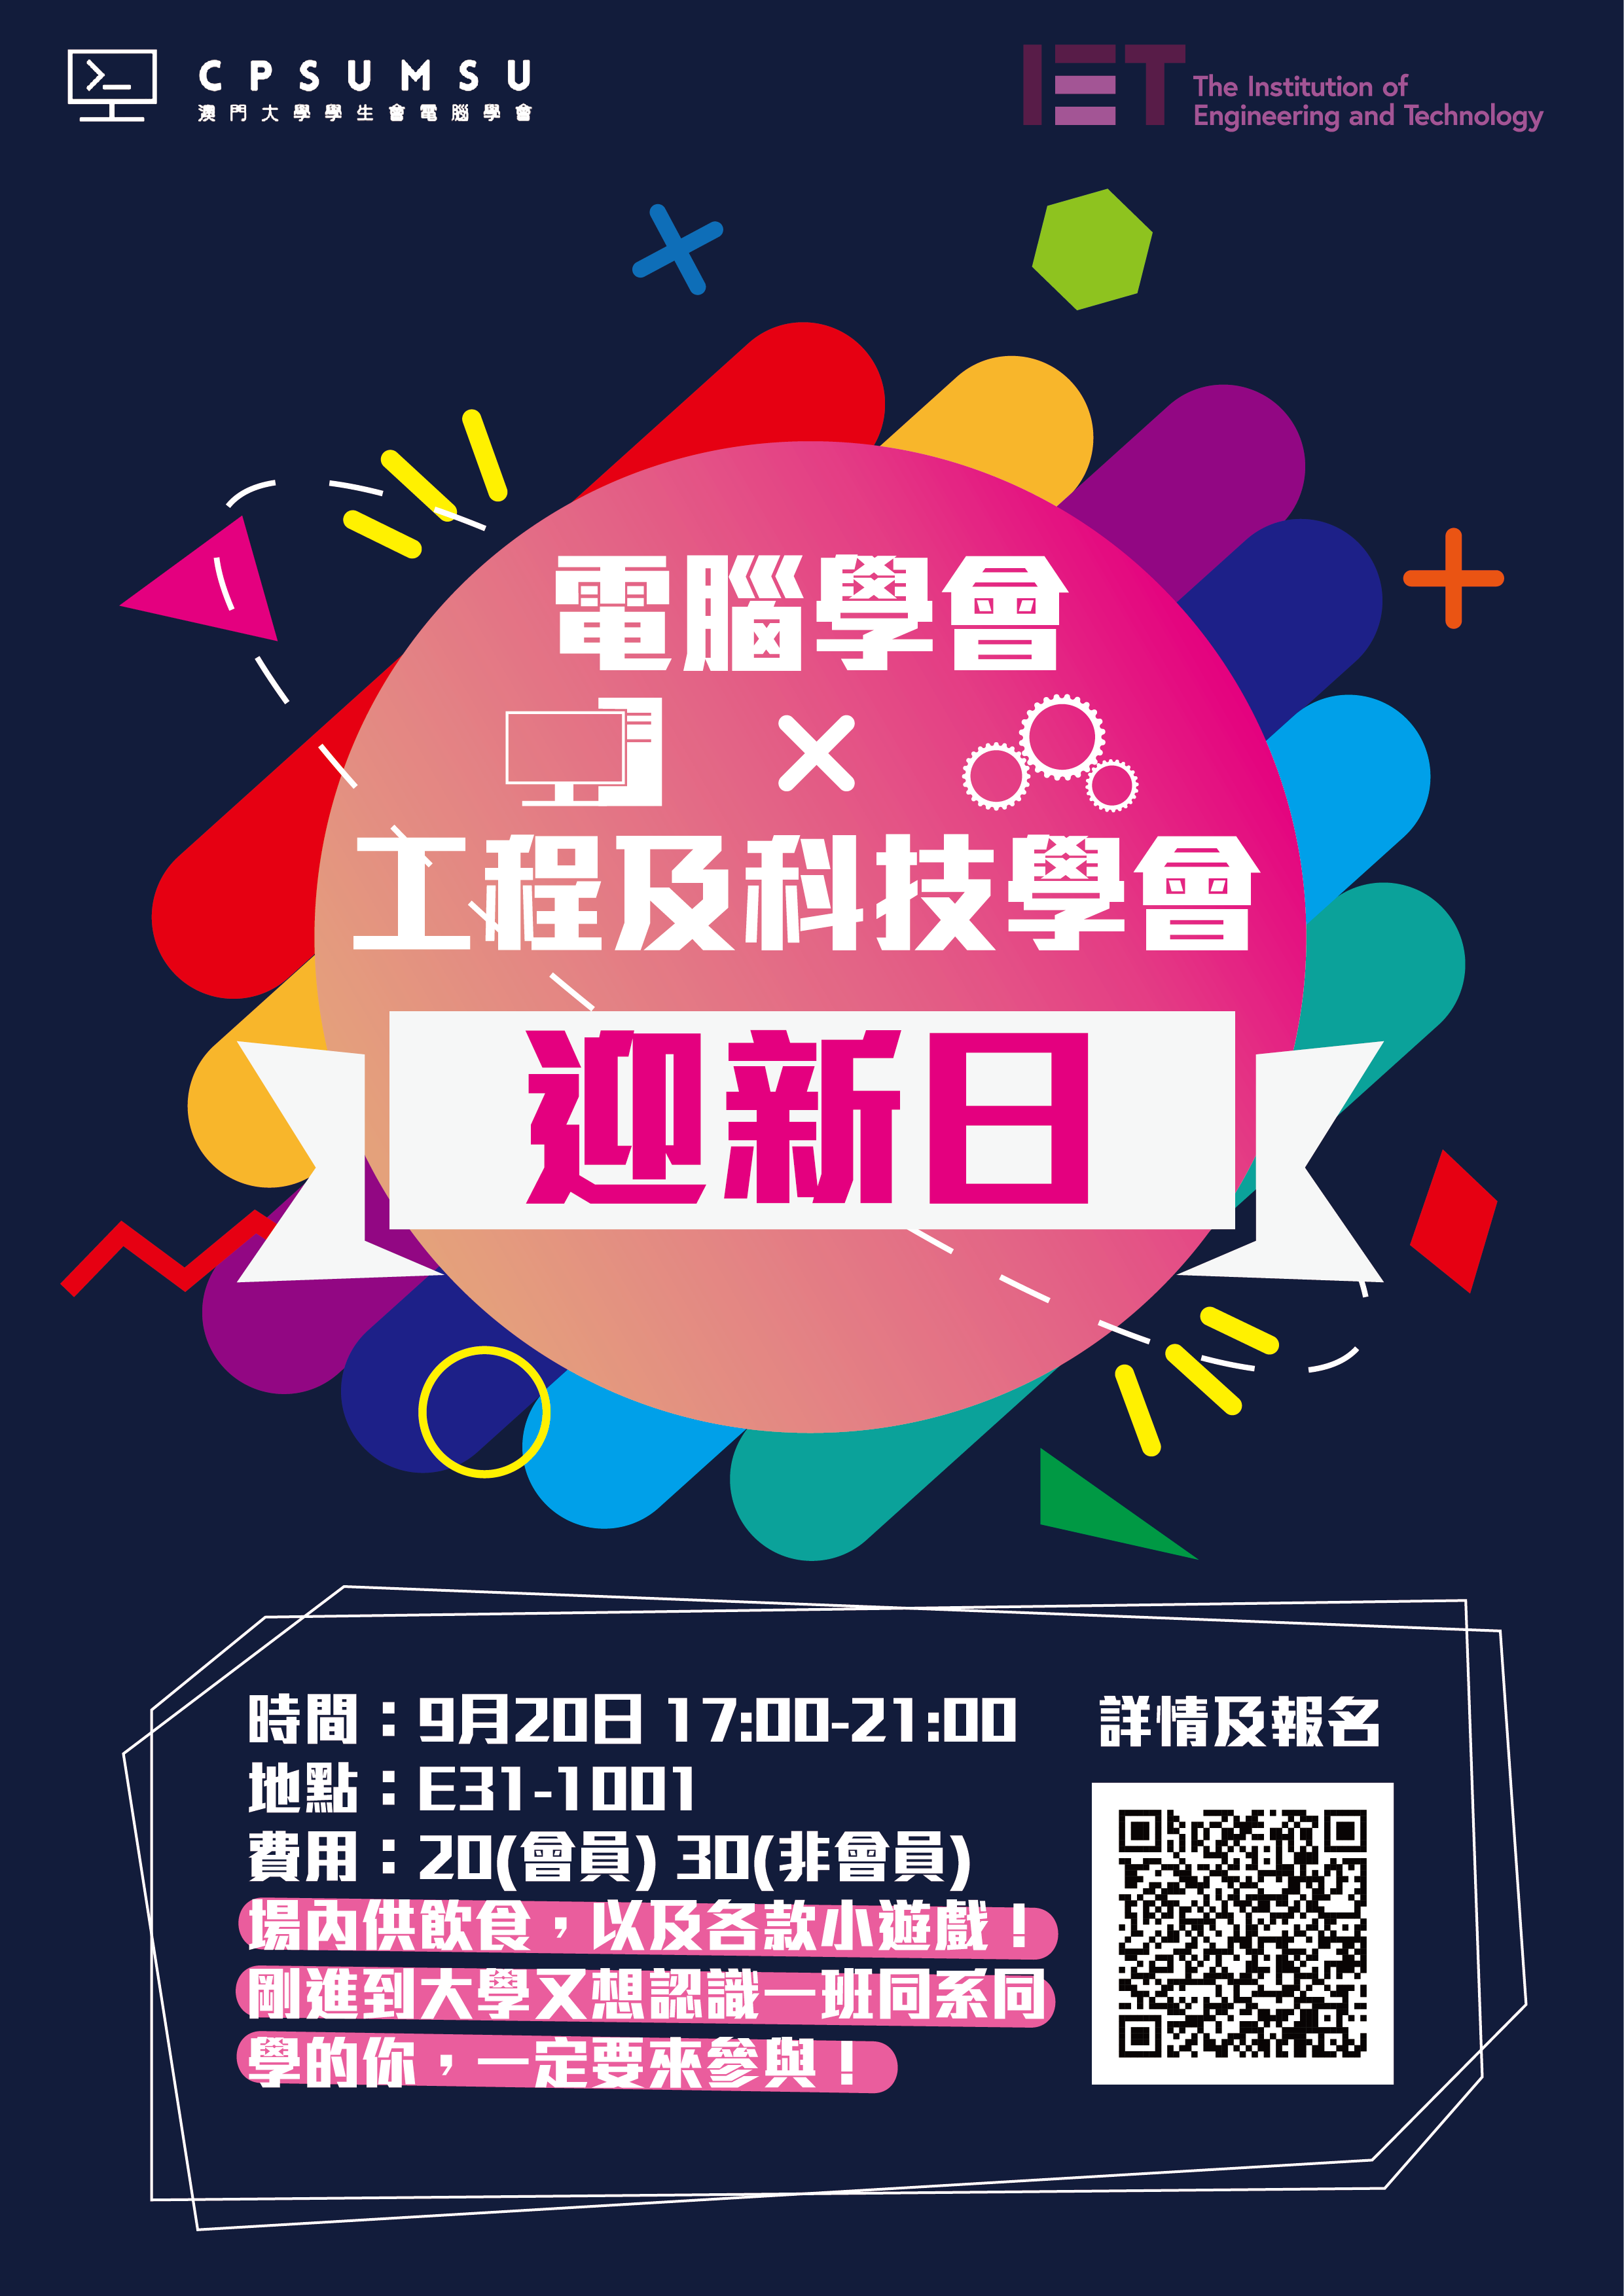 CPSUMSU
澳門大學學生會電腦學會
IET
The Institution of
Engineering and Technology
電腦學會
×
工程及科技學會
迎新日
時間：9月20日 17:00-21:00
地點：E31-1001
費用：20(會員) 30(非會員)
場內供飲食，以及各款小遊戲！
剛進到大學又想認識一班同系同
學的你，一定要來參與！
詳情及報名